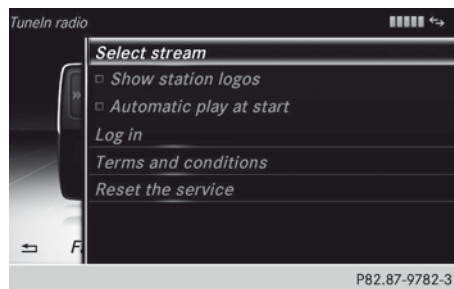 TuneIn radio
Select stream
Show station logos
Automatic play at start
Log in
Terms and conditions
Reset the service
F
P82.87-9782-3